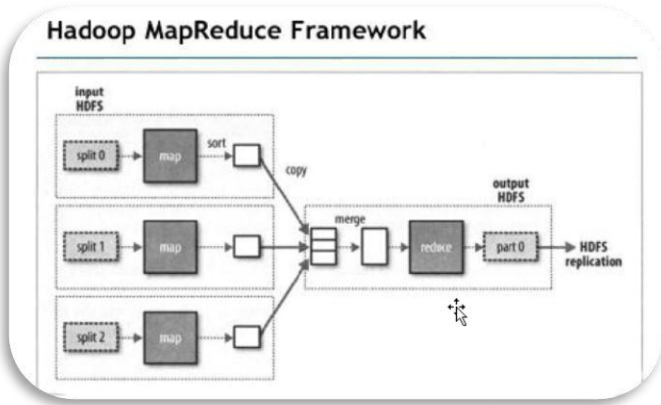 Hadoop MapReduce Framework
input
HDFS
split 0
map
sort
copy
split 1
map
split 2
map
merge
reduce
output
HDFS
part 0
HDFS
replication